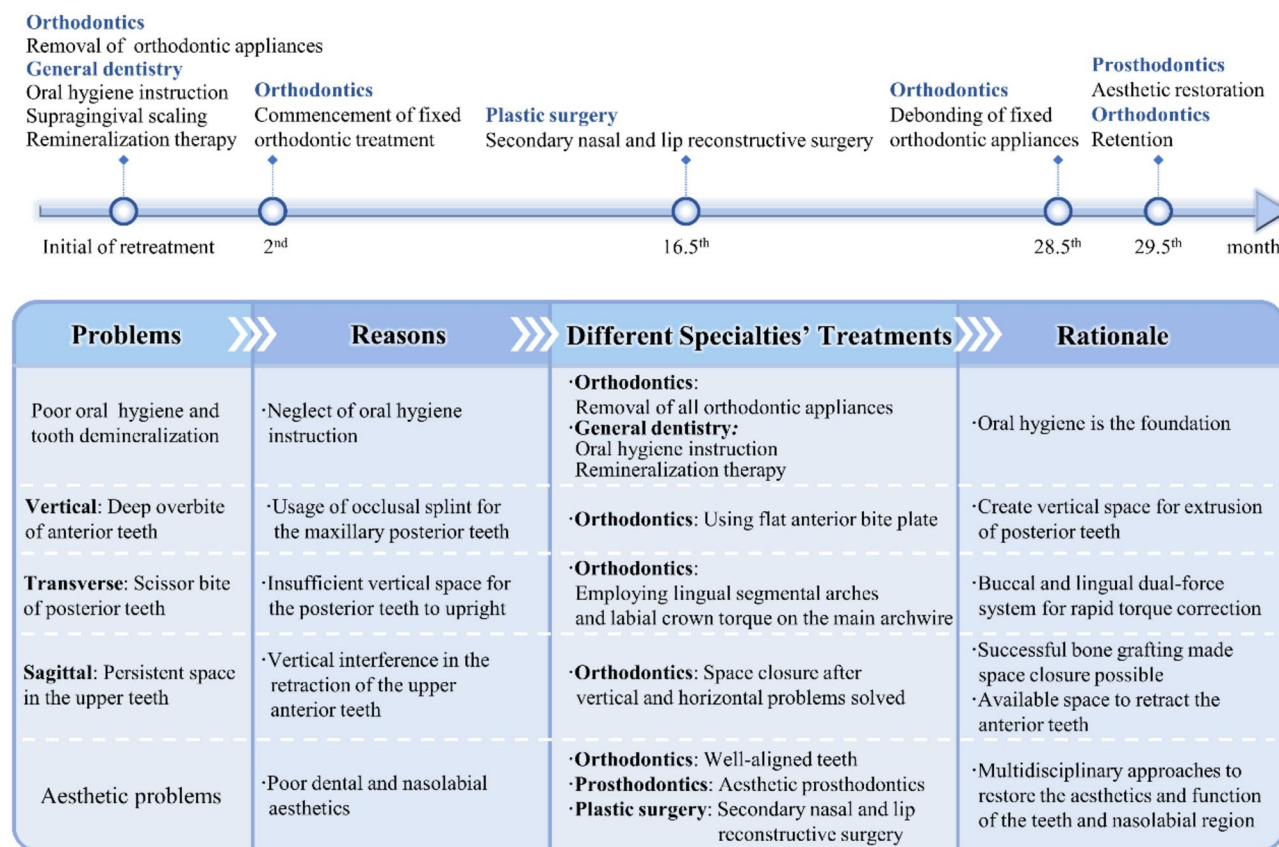 Orthodontics
Removal of orthodontic appliances
General dentistry
Oral hygiene instruction
Supragingival scaling
Remineralization therapy
Orthodontics
Commencement of fixed
orthodontic treatment
Plastic surgery
Secondary nasal and lip reconstructive surgery
Orthodontics
Debonding of fixed
orthodontic appliances
Prosthodontics
Aesthetic restoration
Orthodontics
Retention
Initial of retreatment
2nd
16.5th
28.5th
29.5th
month
Problems
Reasons
Different Specialties' Treatments
Rationale
Poor oral hygiene and
tooth demineralization
·Neglect of oral hygiene
instruction
·Orthodontics:
Removal of all orthodontic appliances
·General dentistry:
Oral hygiene instruction
Remineralization therapy
·Oral hygiene is the foundation
Vertical: Deep overbite
of anterior teeth
·Usage of occlusal splint for
the maxillary posterior teeth
·Orthodontics: Using flat anterior bite plate
·Create vertical space for extrusion
of posterior teeth
Transverse: Scissor bite
of posterior teeth
·Insufficient vertical space for
the posterior teeth to upright
·Orthodontics:
Employing lingual segmental arches
and labial crown torque on the main archwire
·Buccal and lingual dual-force
system for rapid torque correction
Sagittal: Persistent space
in the upper teeth
·Vertical interference in the
retraction of the upper
anterior teeth
·Orthodontics: Space closure after
vertical and horizontal problems solved
·Successful bone grafting made
space closure possible
·Available space to retract the
anterior teeth
Aesthetic problems
·Poor dental and nasolabial
aesthetics
·Orthodontics: Well-aligned teeth
·Prosthodontics: Aesthetic prosthodontics
·Plastic surgery: Secondary nasal and lip
reconstructive surgery
·Multidisciplinary approaches to
restore the aesthetics and function
of the teeth and nasolabial region